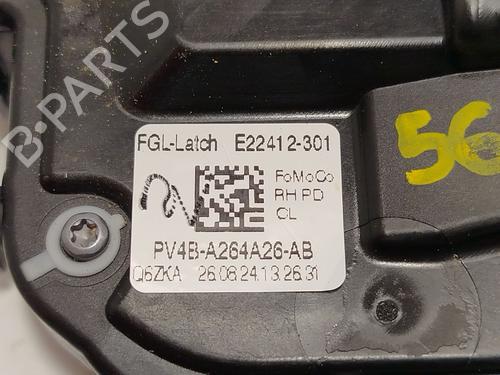 B-PARTS
FGL-Latch E22412-301
FoMoCo
RH PD
CL
PV4B-A264A26-AB
Q6ZKA 26.08.24.13.26.31
56